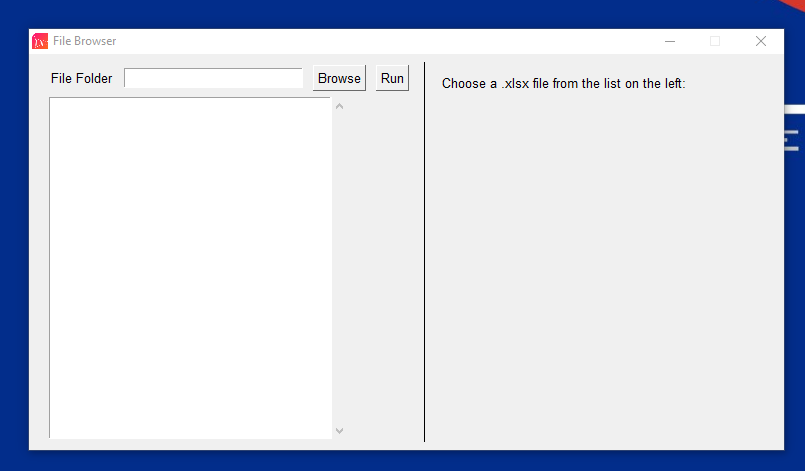 File Browser
File Folder Browse Run
Choose a .xlsx file from the list on the left: